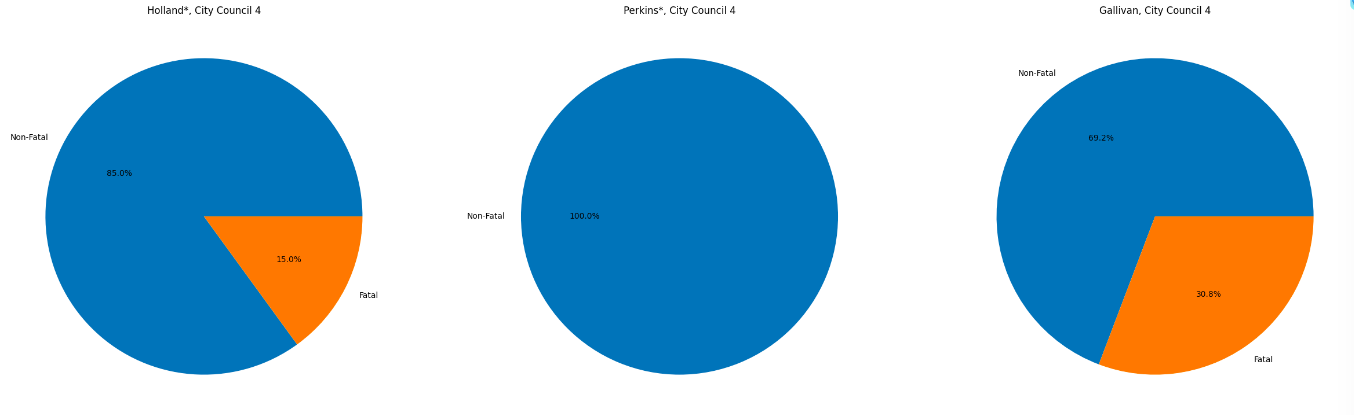 Holland*, City Council 4
Non-Fatal
85.0%
15.0%
Fatal
Perkins*, City Council 4
Non-Fatal
100.0%
Gallivan, City Council 4
Non-Fatal
69.2%
30.8%
Fatal